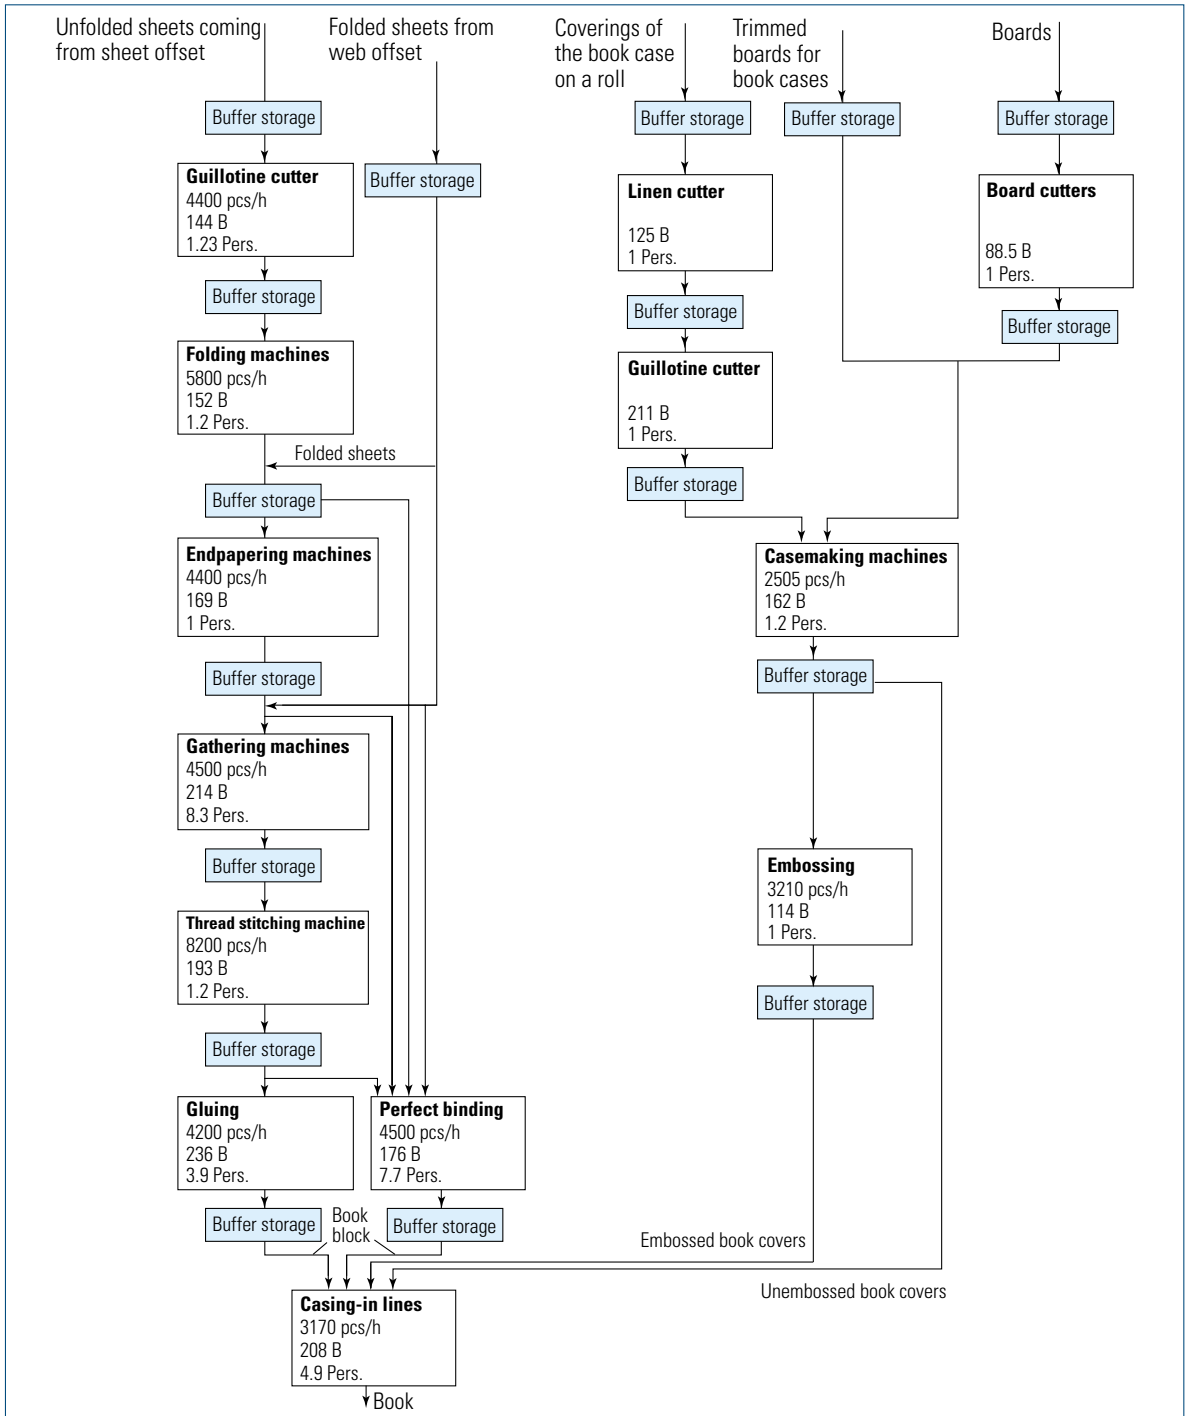 Unfolded sheets coming
from sheet offset
Folded sheets from
web offset
Coverings of
the book case
on a roll
Trimmed
boards for
book cases
Boards
Buffer storage
Buffer storage
Buffer storage
Buffer storage
Guillotine cutter
4400 pcs/h
144 B
1.23 Pers.
Buffer storage
Linen cutter
125 B
1 Pers.
Board cutters
88.5 B
1 Pers.
Buffer storage
Buffer storage
Buffer storage
Folding machines
5800 pcs/h
152 B
1.2 Pers.
Guillotine cutter
211 B
1 Pers.
Folded sheets
Buffer storage
Buffer storage
Endpapering machines
4400 pcs/h
169 B
1 Pers.
Casemaking machines
2505 pcs/h
162 B
1.2 Pers.
Buffer storage
Buffer storage
Gathering machines
4500 pcs/h
214 B
8.3 Pers.
Buffer storage
Embossing
3210 pcs/h
114 B
1 Pers.
Thread stitching machine
8200 pcs/h
193 B
1.2 Pers.
Buffer storage
Buffer storage
Gluing
4200 pcs/h
236 B
3.9 Pers.
Perfect binding
4500 pcs/h
176 B
7.7 Pers.
Buffer storage
Book
block
Buffer storage
Embossed book covers
Unembossed book covers
Casing-in lines
3170 pcs/h
208 B
4.9 Pers.
Book